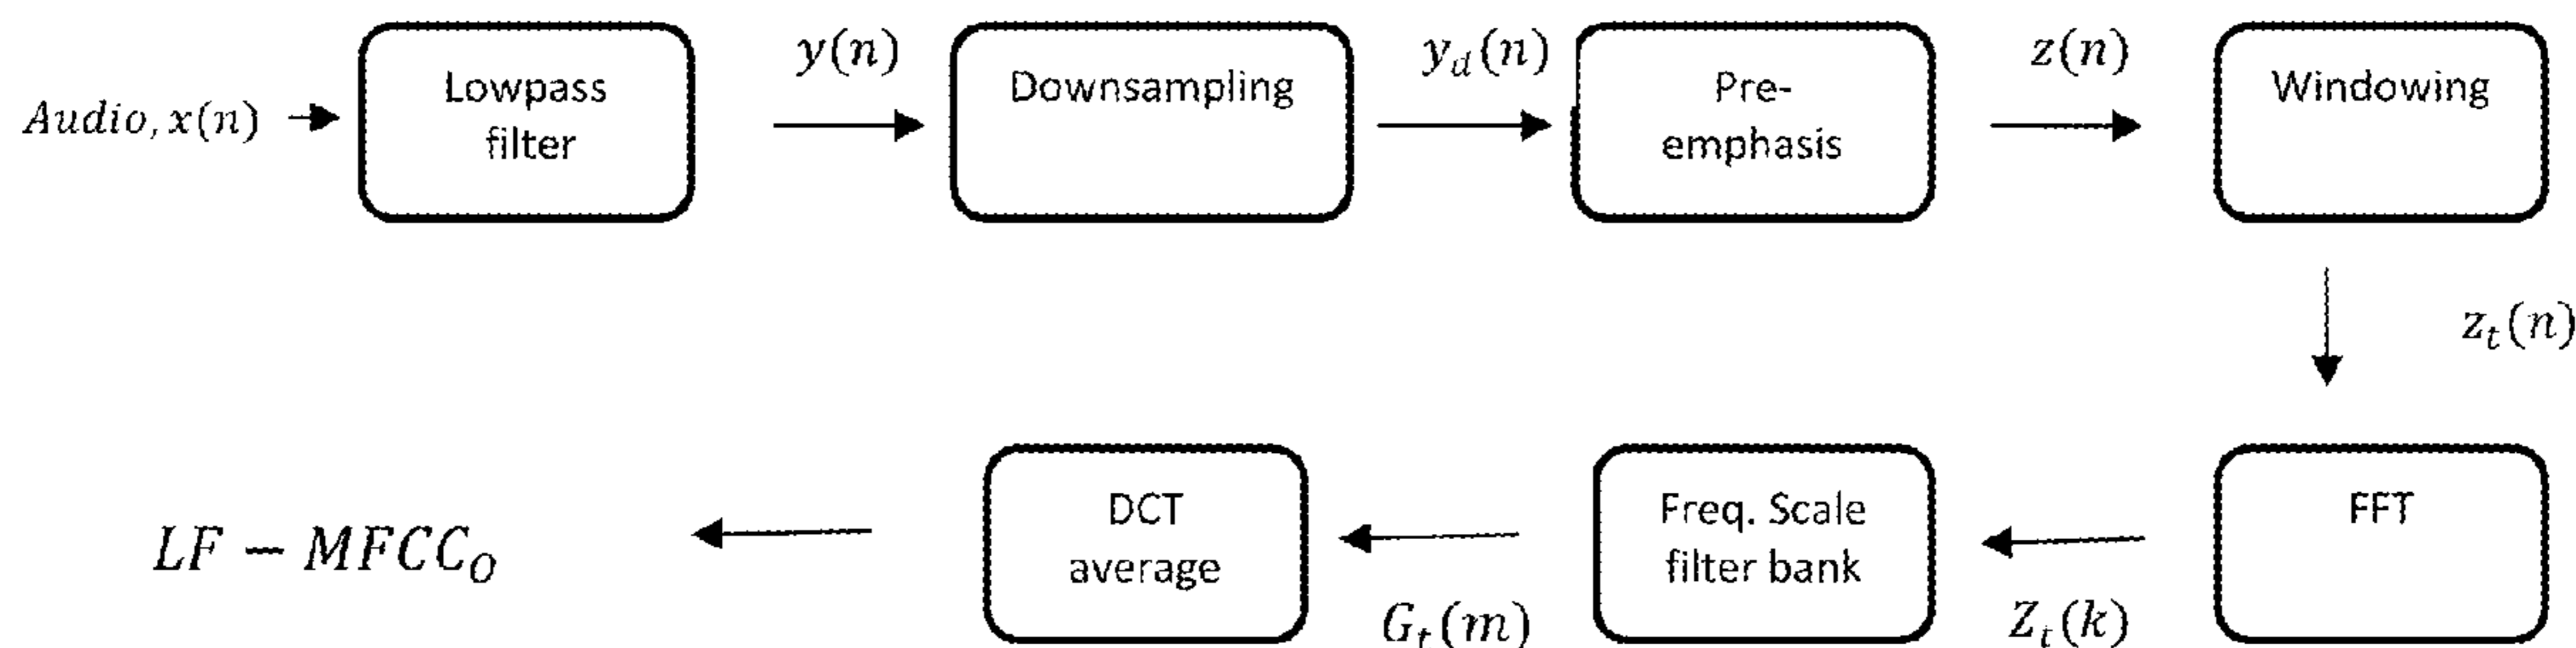 Audio, x(n)
Lowpass
filter
y(n)
Downsampling
y_d(n)
Pre-
emphasis
z(n)
Windowing
z_t(n)
FFT
Z_t(k)
Freq. Scale
filter bank
G_t(m)
DCT
average
LF – MFCC_O